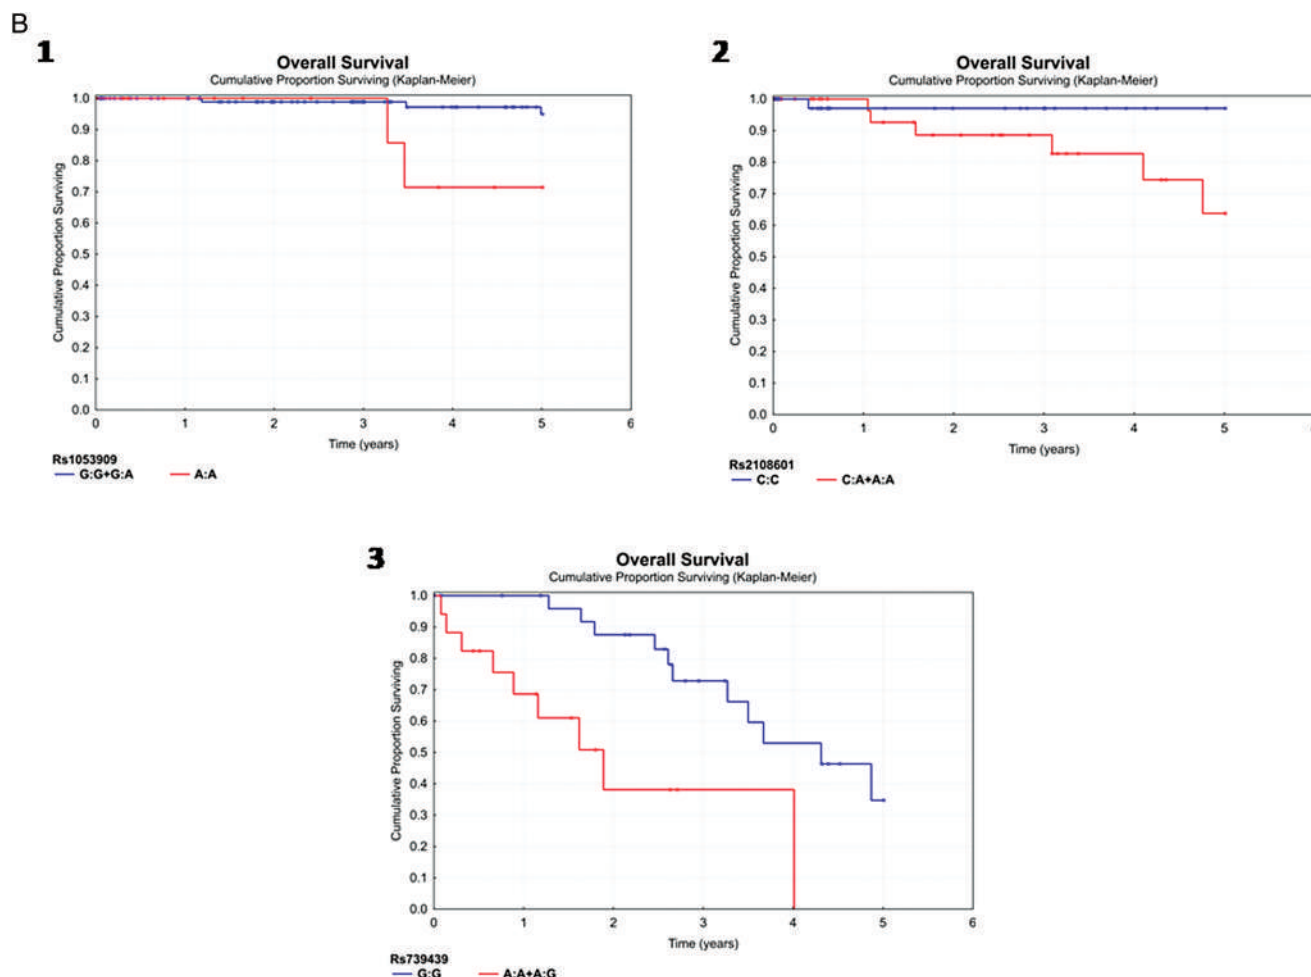 B
1
Overall Survival
Cumulative Proportion Surviving (Kaplan-Meier)
Cumulative Proportion Surviving
1.0
0.9
0.8
0.7
0.6
0.5
0.4
0.3
0.2
0.1
0.0
0 1 2 3 4 5 6
Time (years)
Rs1053909
G:G+G:A A:A
2
Overall Survival
Cumulative Proportion Surviving (Kaplan-Meier)
Cumulative Proportion Surviving
1.0
0.9
0.8
0.7
0.6
0.5
0.4
0.3
0.2
0.1
0.0
0 1 2 3 4 5
Time (years)
Rs2108601
C:C C:A+A:A
3
Overall Survival
Cumulative Proportion Surviving (Kaplan-Meier)
Cumulative Proportion Surviving
1.0
0.9
0.8
0.7
0.6
0.5
0.4
0.3
0.2
0.1
0.0
0 1 2 3 4 5 6
Time (years)
Rs739439
G:G A:A+A:G